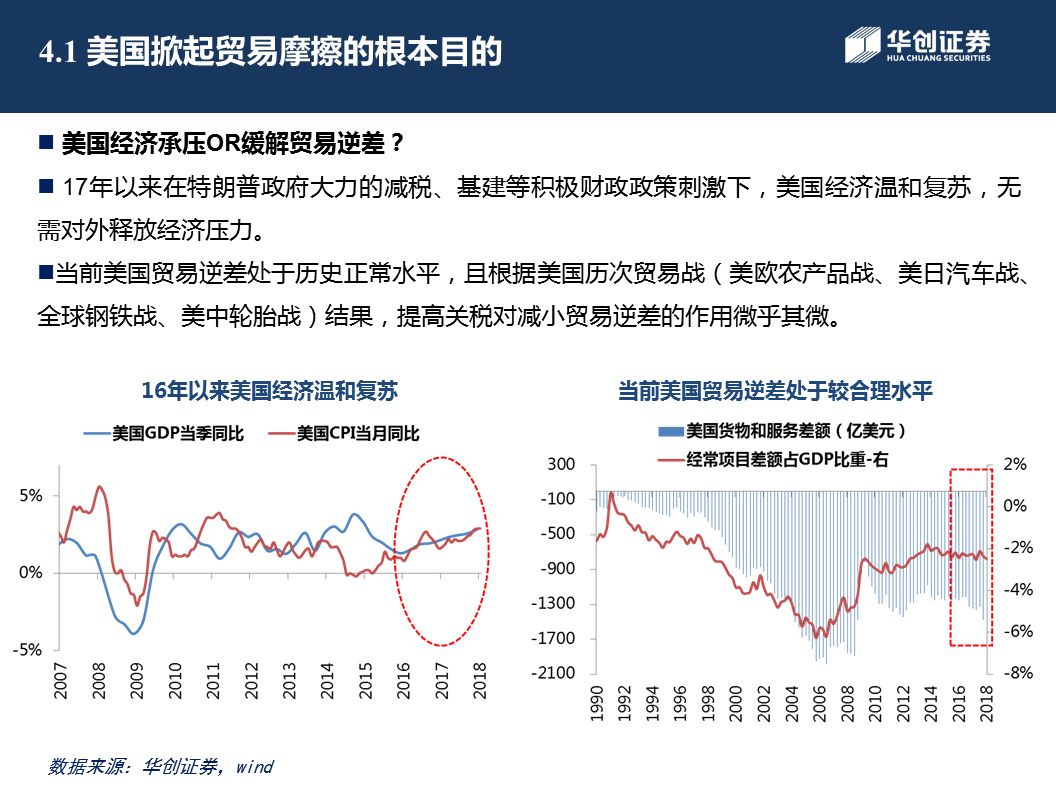 4.1 美国掀起贸易摩擦的根本目的
华创证券
HUA CHUANG SECURITIES
■ 美国经济承压OR缓解贸易逆差？
■ 17年以来在特朗普政府大力的减税、基建等积极财政政策刺激下，美国经济温和复苏，无
需对外释放经济压力。
■当前美国贸易逆差处于历史正常水平，且根据美国历次贸易战（美欧农产品战、美日汽车战、
全球钢铁战、美中轮胎战）结果，提高关税对减小贸易逆差的作用微乎其微。
16年以来美国经济温和复苏
美国GDP当季同比 美国CPI当月同比
5%
0%
-5%
2007 2008 2009 2010 2011 2012 2013 2014 2015 2016 2017 2018
当前美国贸易逆差处于较合理水平
美国货物和服务差额（亿美元）
经常项目差额占GDP比重-右
300
-100
-500
-900
-1300
-1700
-2100
2%
0%
-2%
-4%
-6%
-8%
1990 1992 1994 1996 1998 2000 2002 2004 2006 2008 2010 2012 2014 2016 2018
数据来源：华创证券，wind